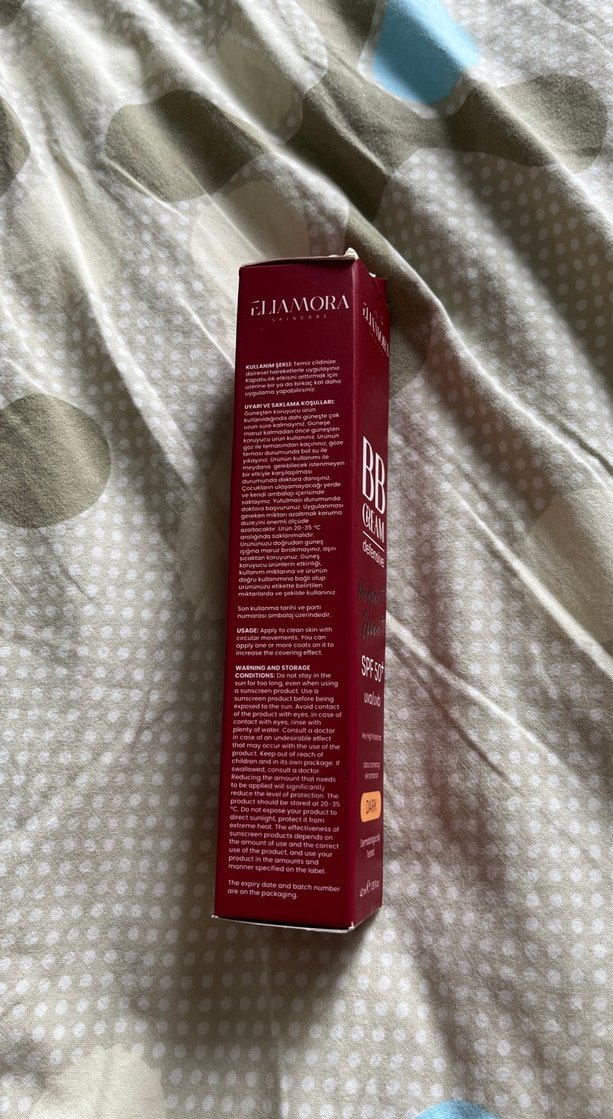 ELIAMORA
SKINCARE
KULLANIM ŞEKLİ: Temiz cildinize
dairesel hareketlerle uygulayınız.
Kapatıcılık etkisini arttırmak için
üzerine bir ya da birkaç kat daha
uygulama yapabilirsiniz.
UYARI VE SAKLAMA KOŞULLARI:
Güneşten koruyucu ürün
kullanıldığında dahi güneşte çok
uzun süre kalmayınız. Güneşe
maruz kalmadan önce güneşten
koruyucu ürün kullanınız. Ürünün
göz ile temasından kaçınınız, göze
teması durumunda bol su ile
yıkayınız. Ürünün kullanımı ile
meydana gelebilecek istenmeyen
bir etkiyle karşılaşılması
durumunda doktora danışınız.
Çocukların ulaşamayacağı yerde
ve kendi ambalajı içerisinde
saklayınız. Yutulması durumunda
doktora başvurunuz. Uygulanması
gereken miktarı azaltmak koruma
düzeyini önemli ölçüde
azaltacaktır. Ürün 20-35 °C
aralığında saklanmalıdır.
Ürününüzü doğrudan güneş
ışığına maruz bırakmayınız, aşırı
sıcaktan koruyunuz. Güneş
koruyucu ürünlerin etkinliği,
kullanım miktarına ve ürünün
doğru kullanımına bağlı olup
ürününüzü etikette belirtilen
miktarlarda ve şekilde kullanınız.
Son kullanma tarihi ve parti
numarası ambalaj üzerindedir.
USAGE: Apply to clean skin with
circular movements. You can
apply one or more coats on it to
increase the covering effect.
WARNING AND STORAGE
CONDITIONS: Do not stay in the
sun for too long, even when using
a sunscreen product. Use a
sunscreen product before being
exposed to the sun. Avoid contact
of the product with eyes, in case of
contact with eyes, rinse with
plenty of water. Consult a doctor
in case of an undesirable effect
that may occur with the use of the
product. Keep out of reach of
children and in its own package. If
swallowed, consult a doctor.
Reducing the amount that needs
to be applied will significantly
reduce the level of protection. The
product should be stored at 20-35
°C. Do not expose your product to
direct sunlight, protect it from
extreme heat. The effectiveness of
sunscreen products depends on
the amount of use and the correct
use of the product, and use your
product in the amounts and
manner specified on the label.
The expiry date and batch number
are on the packaging.
ELIAMORA
BB
CREAM
defensive
Perfect
Effect
SPF 50+
uva/uvb
Very High Protection
colour correcting
skin protector
DARK
Dermatologically
Tested